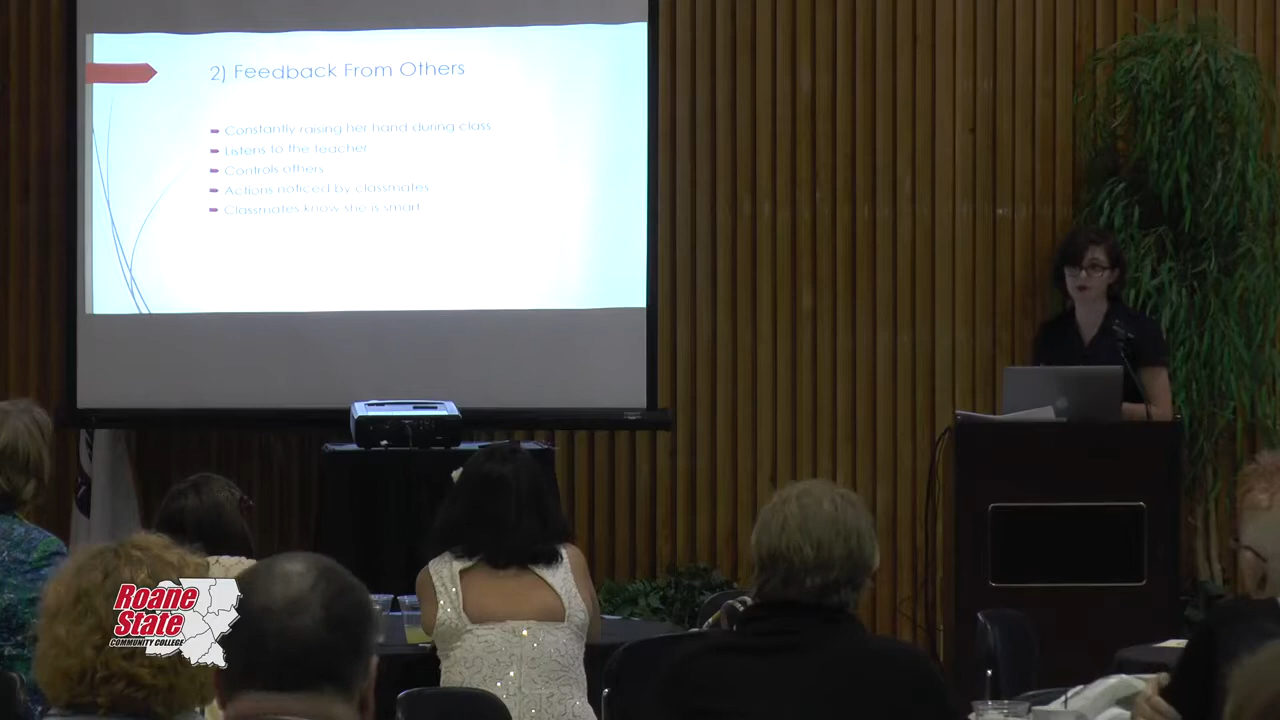 2) Feedback From Others
Constantly raising her hand during class
Listens to the teacher
Controls others
Actions noticed by classmates
Classmates know she is smart
Roane
State
COMMUNITY COLLEGE